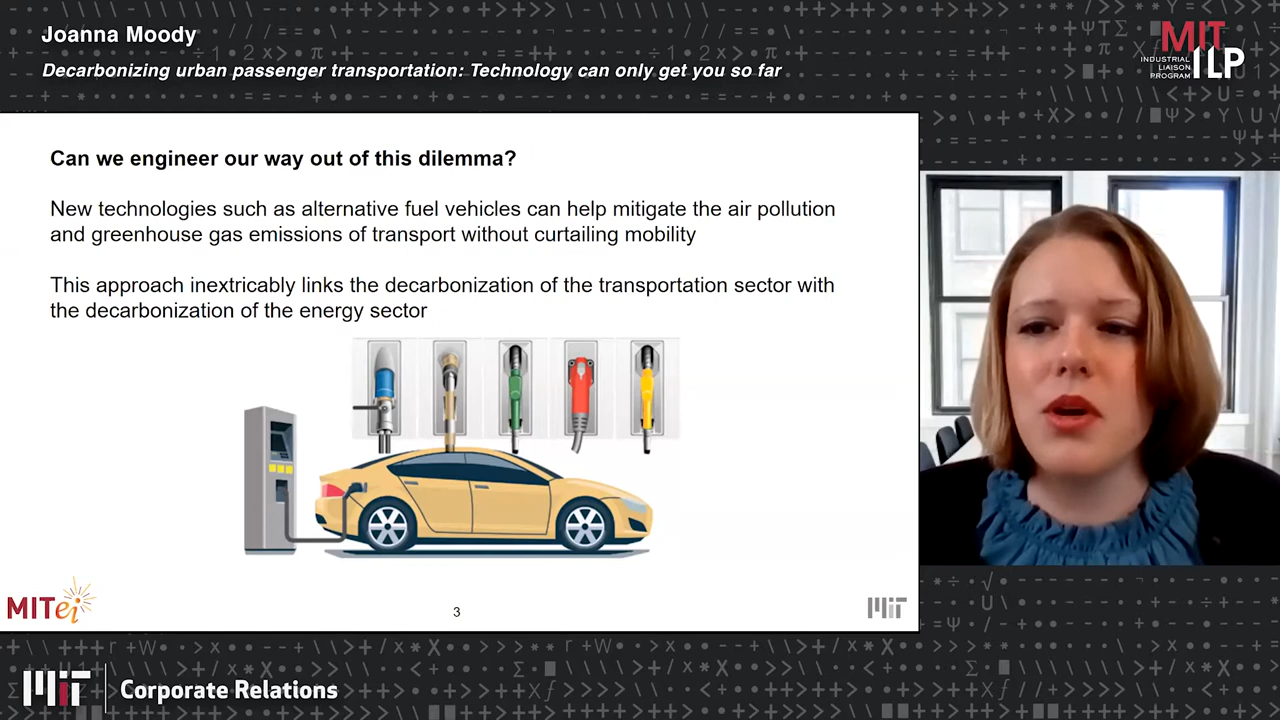 Joanna Moody
Decarbonizing urban passenger transportation: Technology can only get you so far
MIT
INDUSTRIAL
LIAISON
PROGRAM
ILP
Can we engineer our way out of this dilemma?
New technologies such as alternative fuel vehicles can help mitigate the air pollution
and greenhouse gas emissions of transport without curtailing mobility
This approach inextricably links the decarbonization of the transportation sector with
the decarbonization of the energy sector
MITei
3
MIT
MIT
Corporate Relations